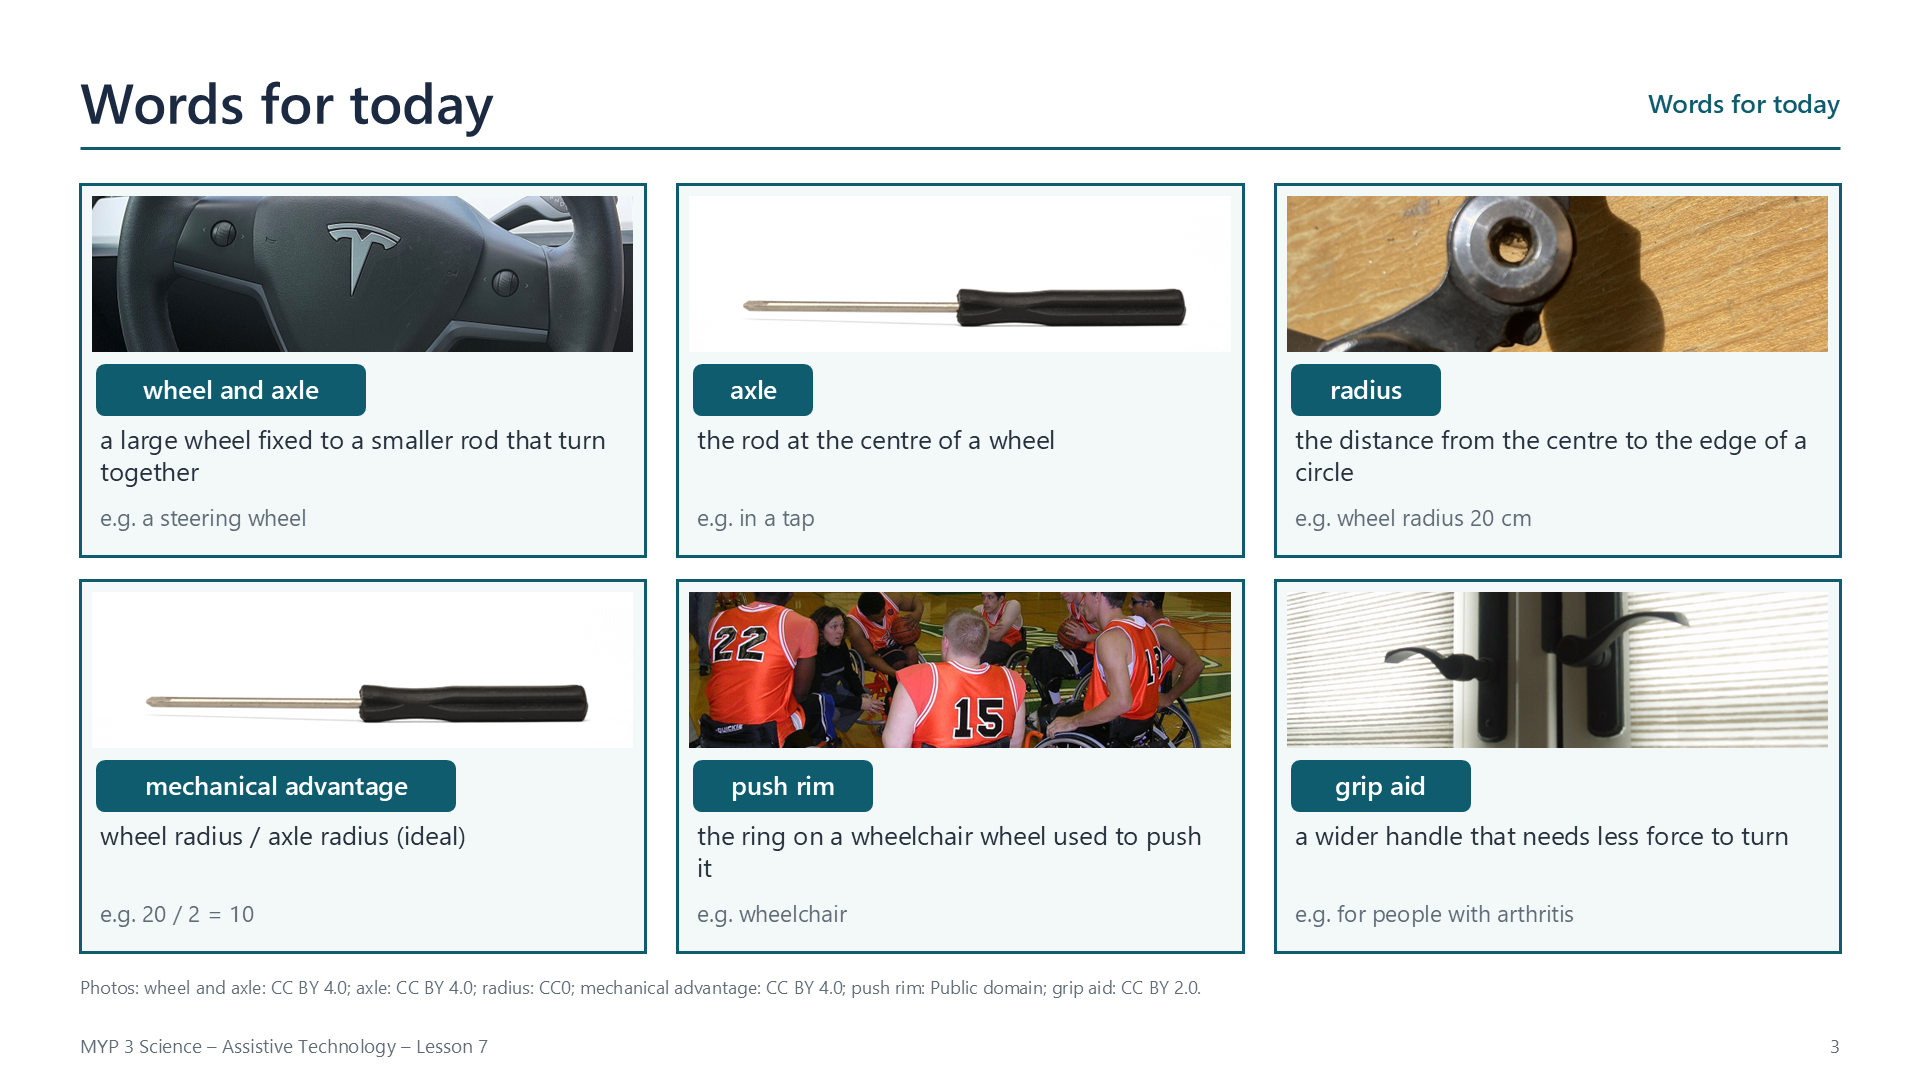 Words for today
Words for today
wheel and axle
a large wheel fixed to a smaller rod that turn
together
e.g. a steering wheel
axle
the rod at the centre of a wheel
e.g. in a tap
radius
the distance from the centre to the edge of a
circle
e.g. wheel radius 20 cm
mechanical advantage
wheel radius / axle radius (ideal)
e.g. 20 / 2 = 10
22
15
13
QUICKIE
push rim
the ring on a wheelchair wheel used to push
it
e.g. wheelchair
grip aid
a wider handle that needs less force to turn
e.g. for people with arthritis
Photos: wheel and axle: CC BY 4.0; axle: CC BY 4.0; radius: CC0; mechanical advantage: CC BY 4.0; push rim: Public domain; grip aid: CC BY 2.0.
MYP 3 Science – Assistive Technology – Lesson 7
3